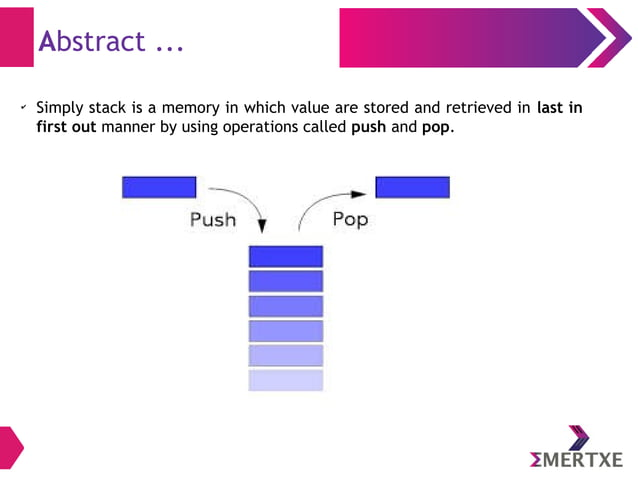 Abstract ...
✔ Simply stack is a memory in which value are stored and retrieved in last in
first out manner by using operations called push and pop.
Push
Pop
ΣMERTXE